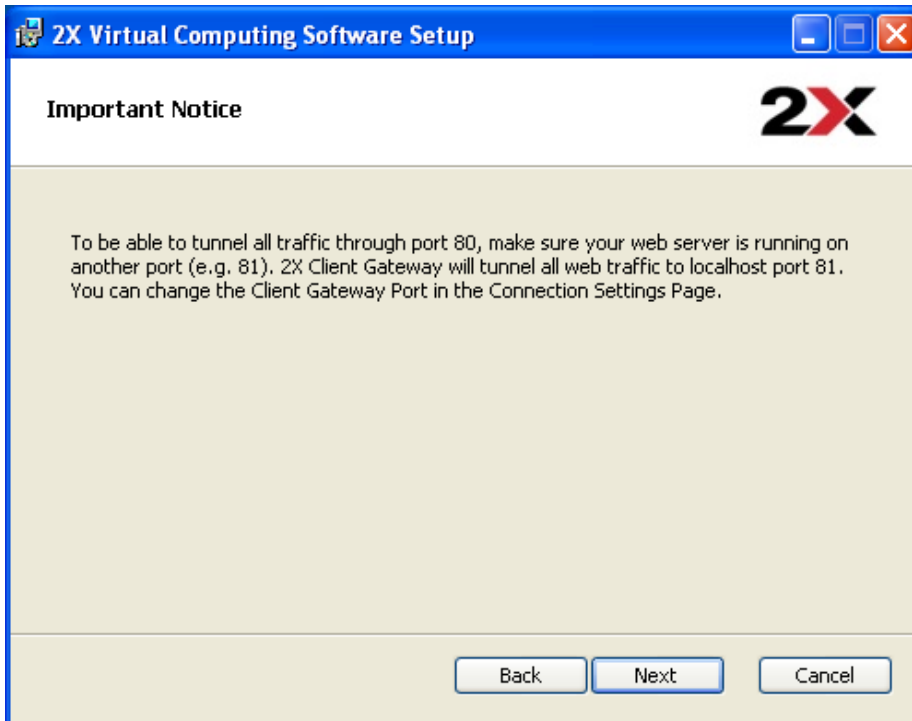 2X Virtual Computing Software Setup
Important Notice
2X
To be able to tunnel all traffic through port 80, make sure your web server is running on
another port (e.g. 81). 2X Client Gateway will tunnel all web traffic to localhost port 81.
You can change the Client Gateway Port in the Connection Settings Page.
Back Next Cancel